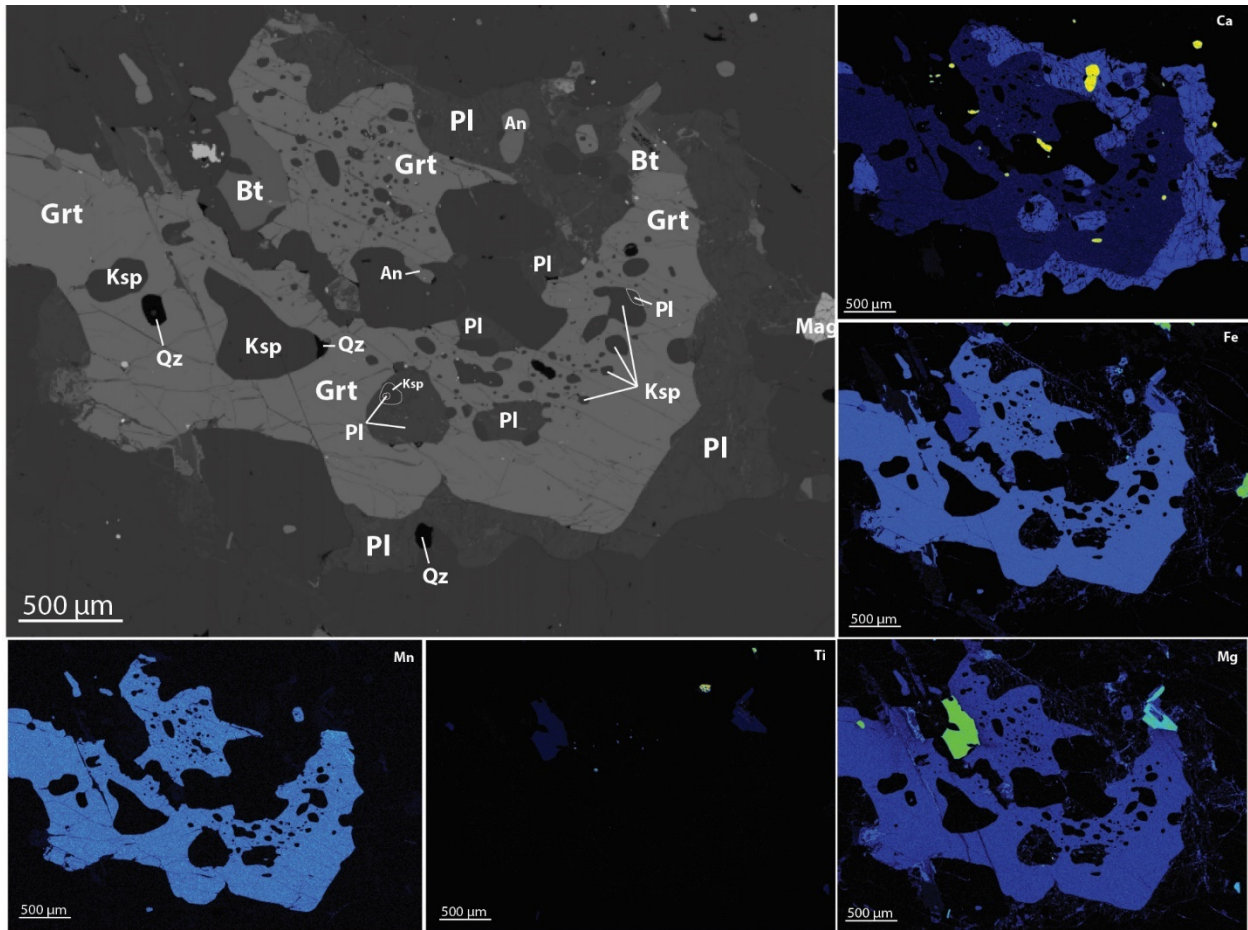 Pl
An
Bt
Grt
Bt
Grt
Grt
Ksp
An
Pl
Pl
Mag
Qz
Ksp
Qz
Pl
Grt
Ksp
Ksp
Pl
Pl
Pl
Pl
Qz
500 µm
Ca
500 µm
Fe
500 µm
Mn
500 µm
Ti
500 µm
Mg
500 µm